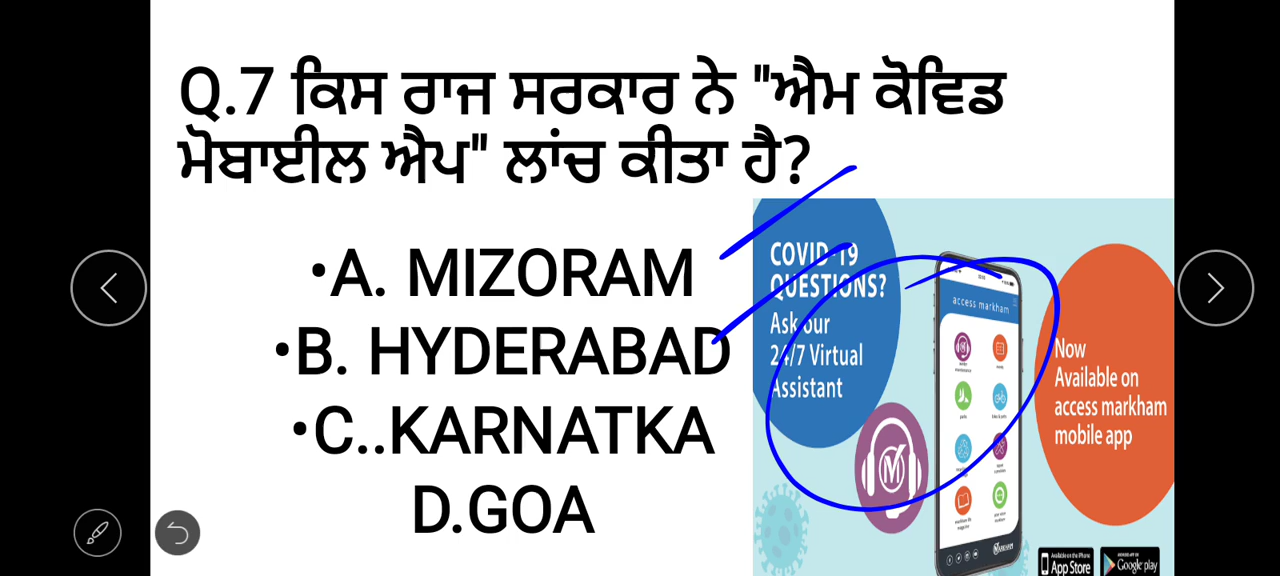 Q.7 ਕਿਸ ਰਾਜ ਸਰਕਾਰ ਨੇ "ਐਮ ਕੋਵਿਡ
ਮੋਬਾਈਲ ਐਪ" ਲਾਂਚ ਕੀਤਾ ਹੈ?
•A. MIZORAM
•B. HYDERABAD
•C..KARNATKA
D.GOA
COVID-19
QUESTIONS?
Ask our
24/7 Virtual
Assistant
access markham
Now
Available on
access markham
mobile app
MARKHAM
App Store
Google play